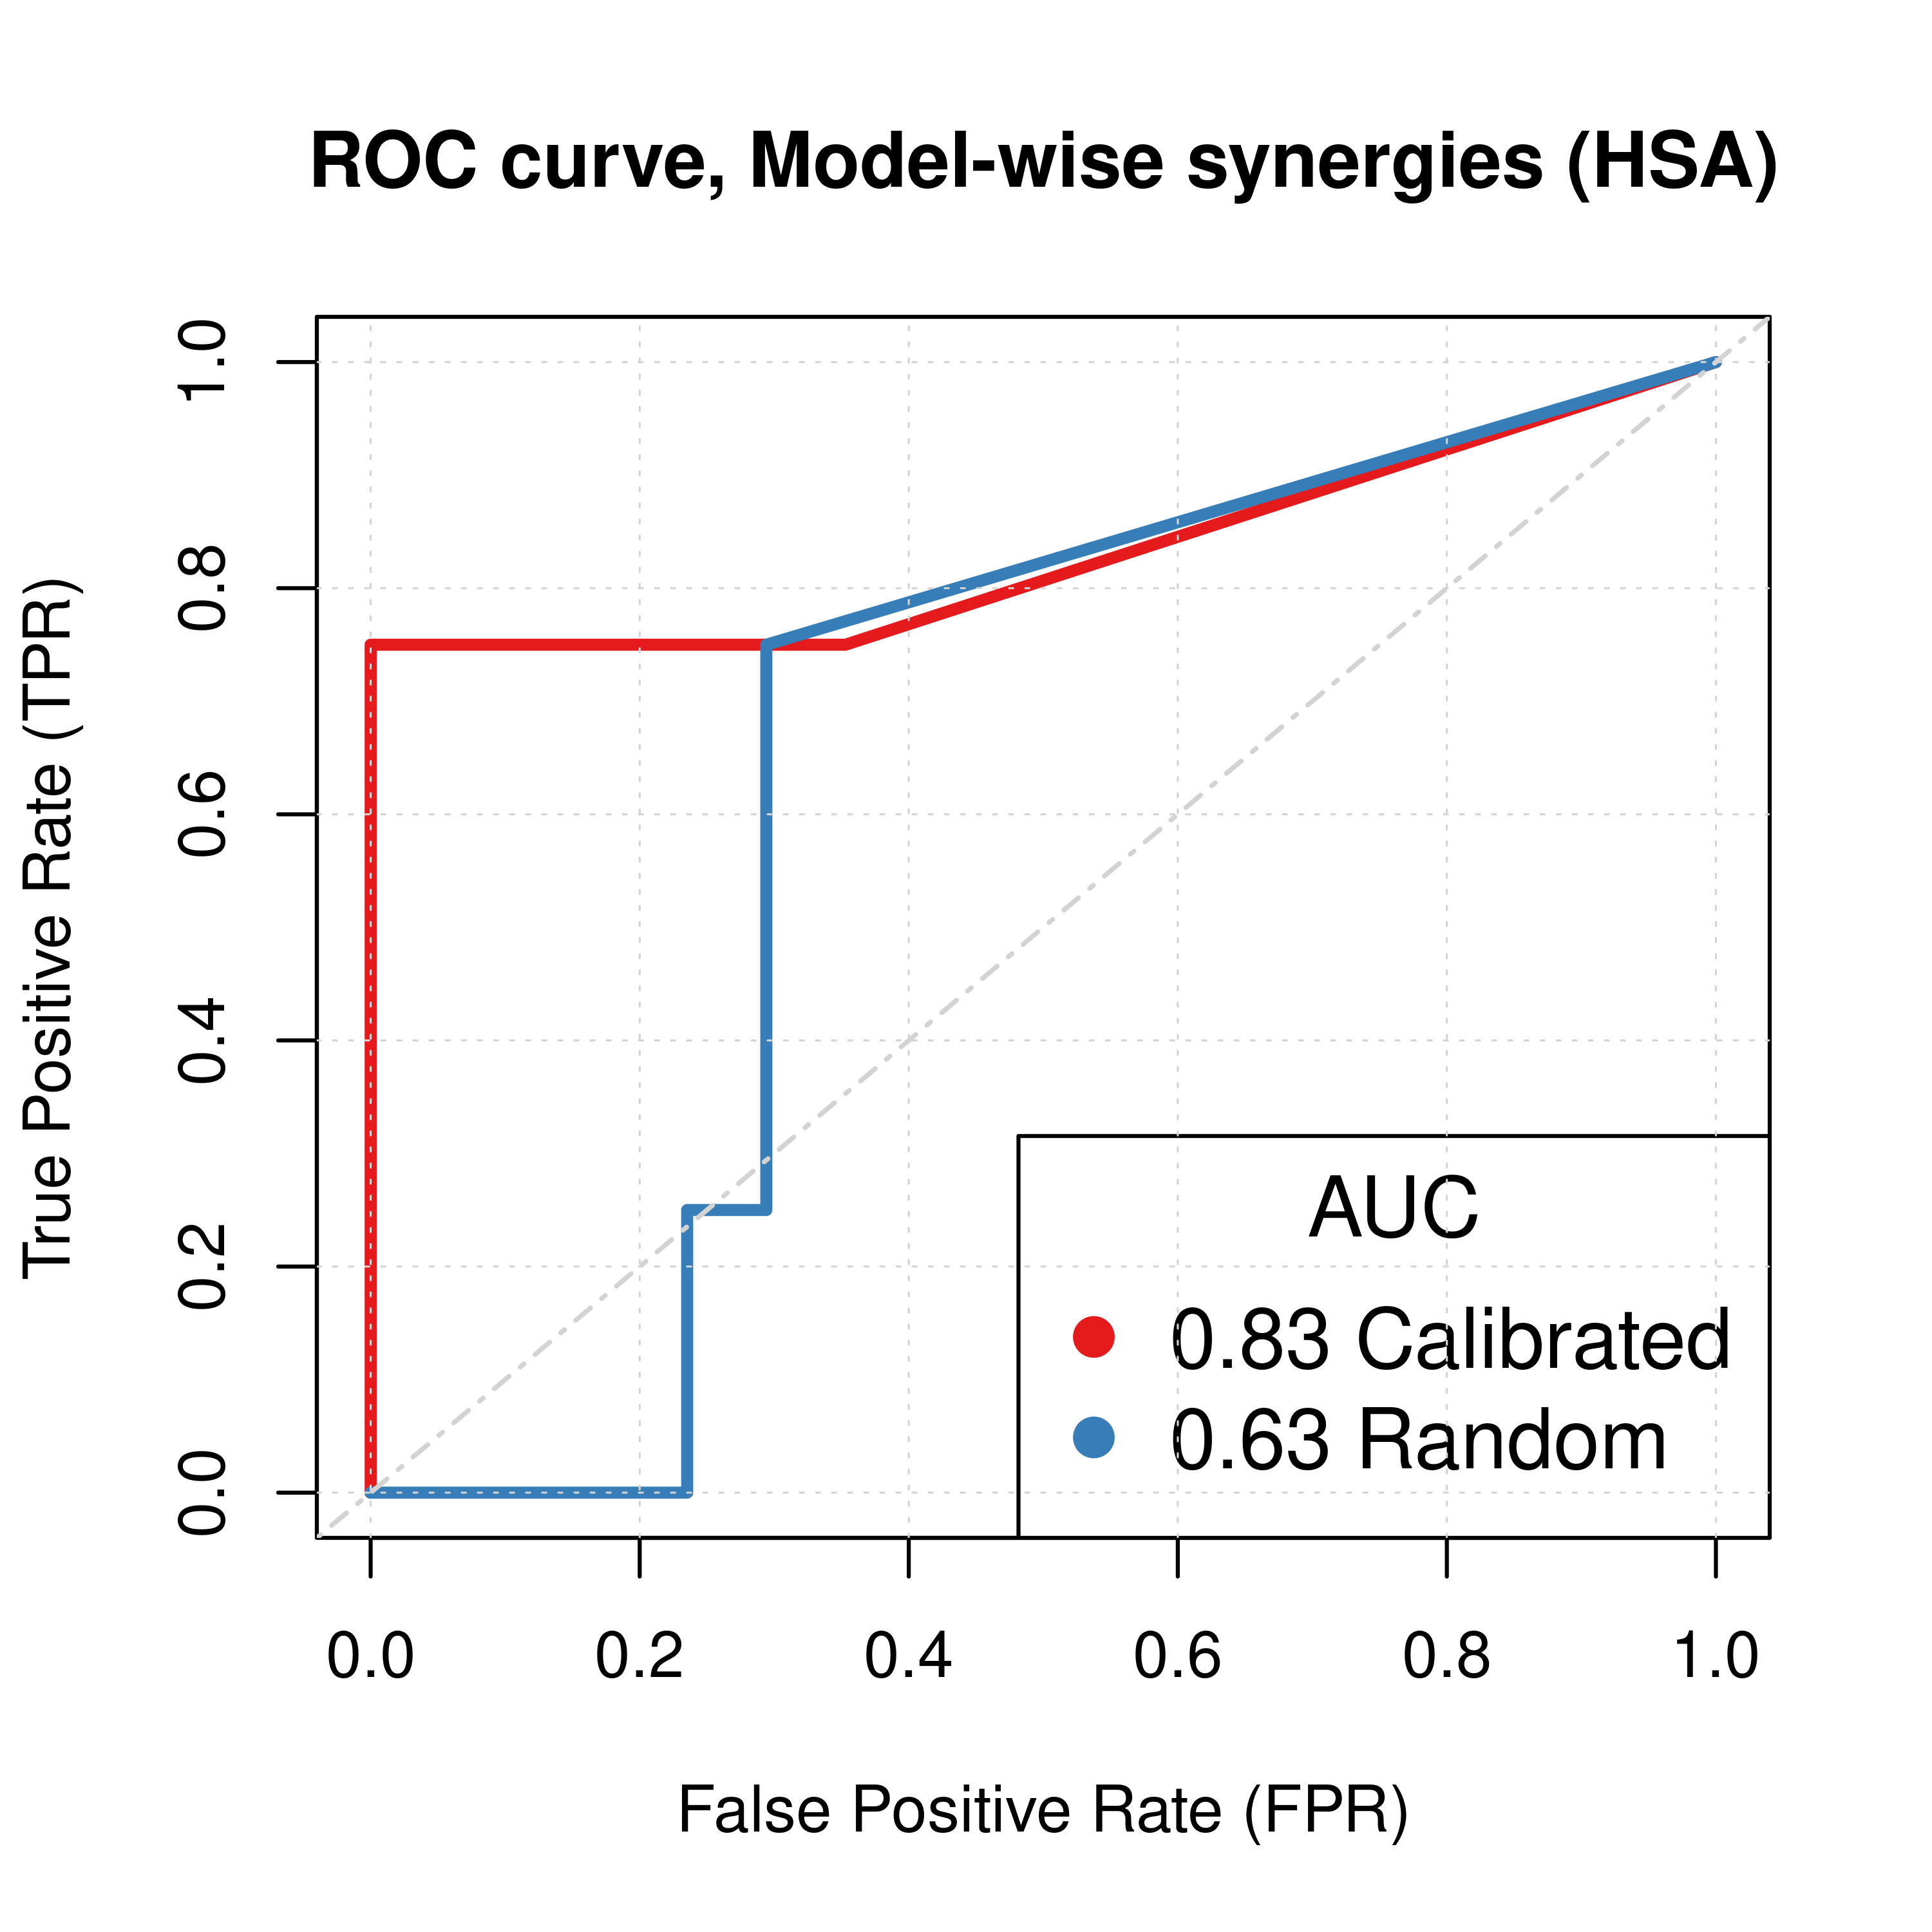 ROC curve, Model-wise synergies (HSA)
True Positive Rate (TPR)
1.0
0.8
0.6
0.4
0.2
0.0
AUC
0.83 Calibrated
0.63 Random
0.0 0.2 0.4 0.6 0.8 1.0
False Positive Rate (FPR)